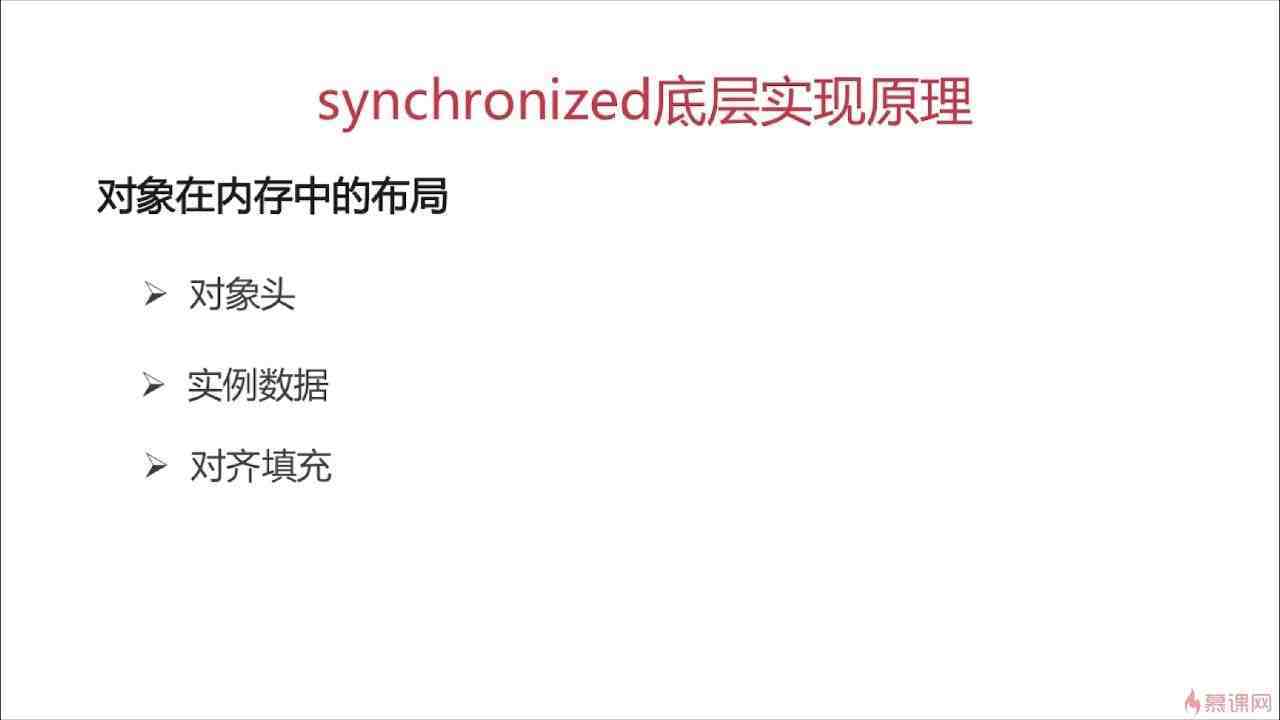 synchronized底层实现原理
对象在内存中的布局
对象头
实例数据
对齐填充
慕课网